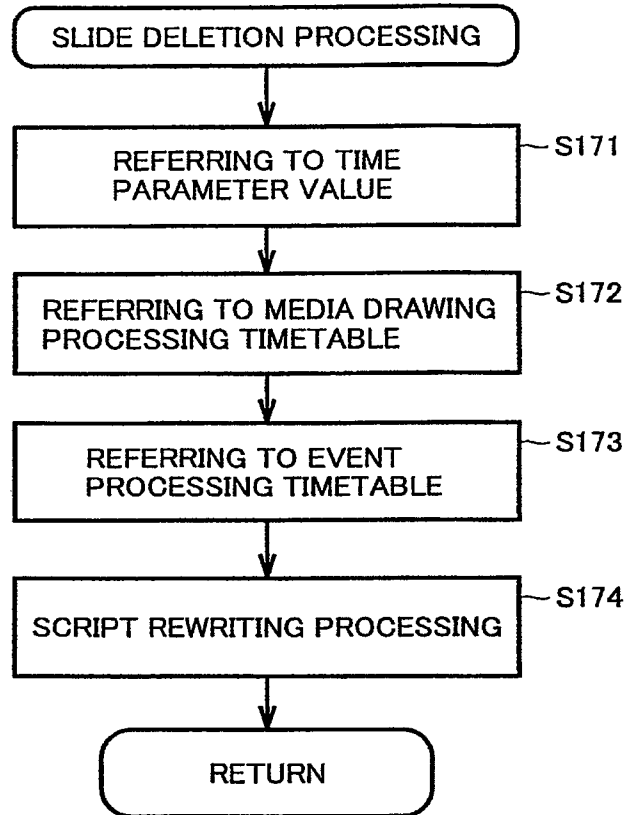 SLIDE DELETION PROCESSING
S171
REFERRING TO TIME
PARAMETER VALUE
S172
REFERRING TO MEDIA DRAWING
PROCESSING TIMETABLE
S173
REFERRING TO EVENT
PROCESSING TIMETABLE
S174
SCRIPT REWRITING PROCESSING
RETURN